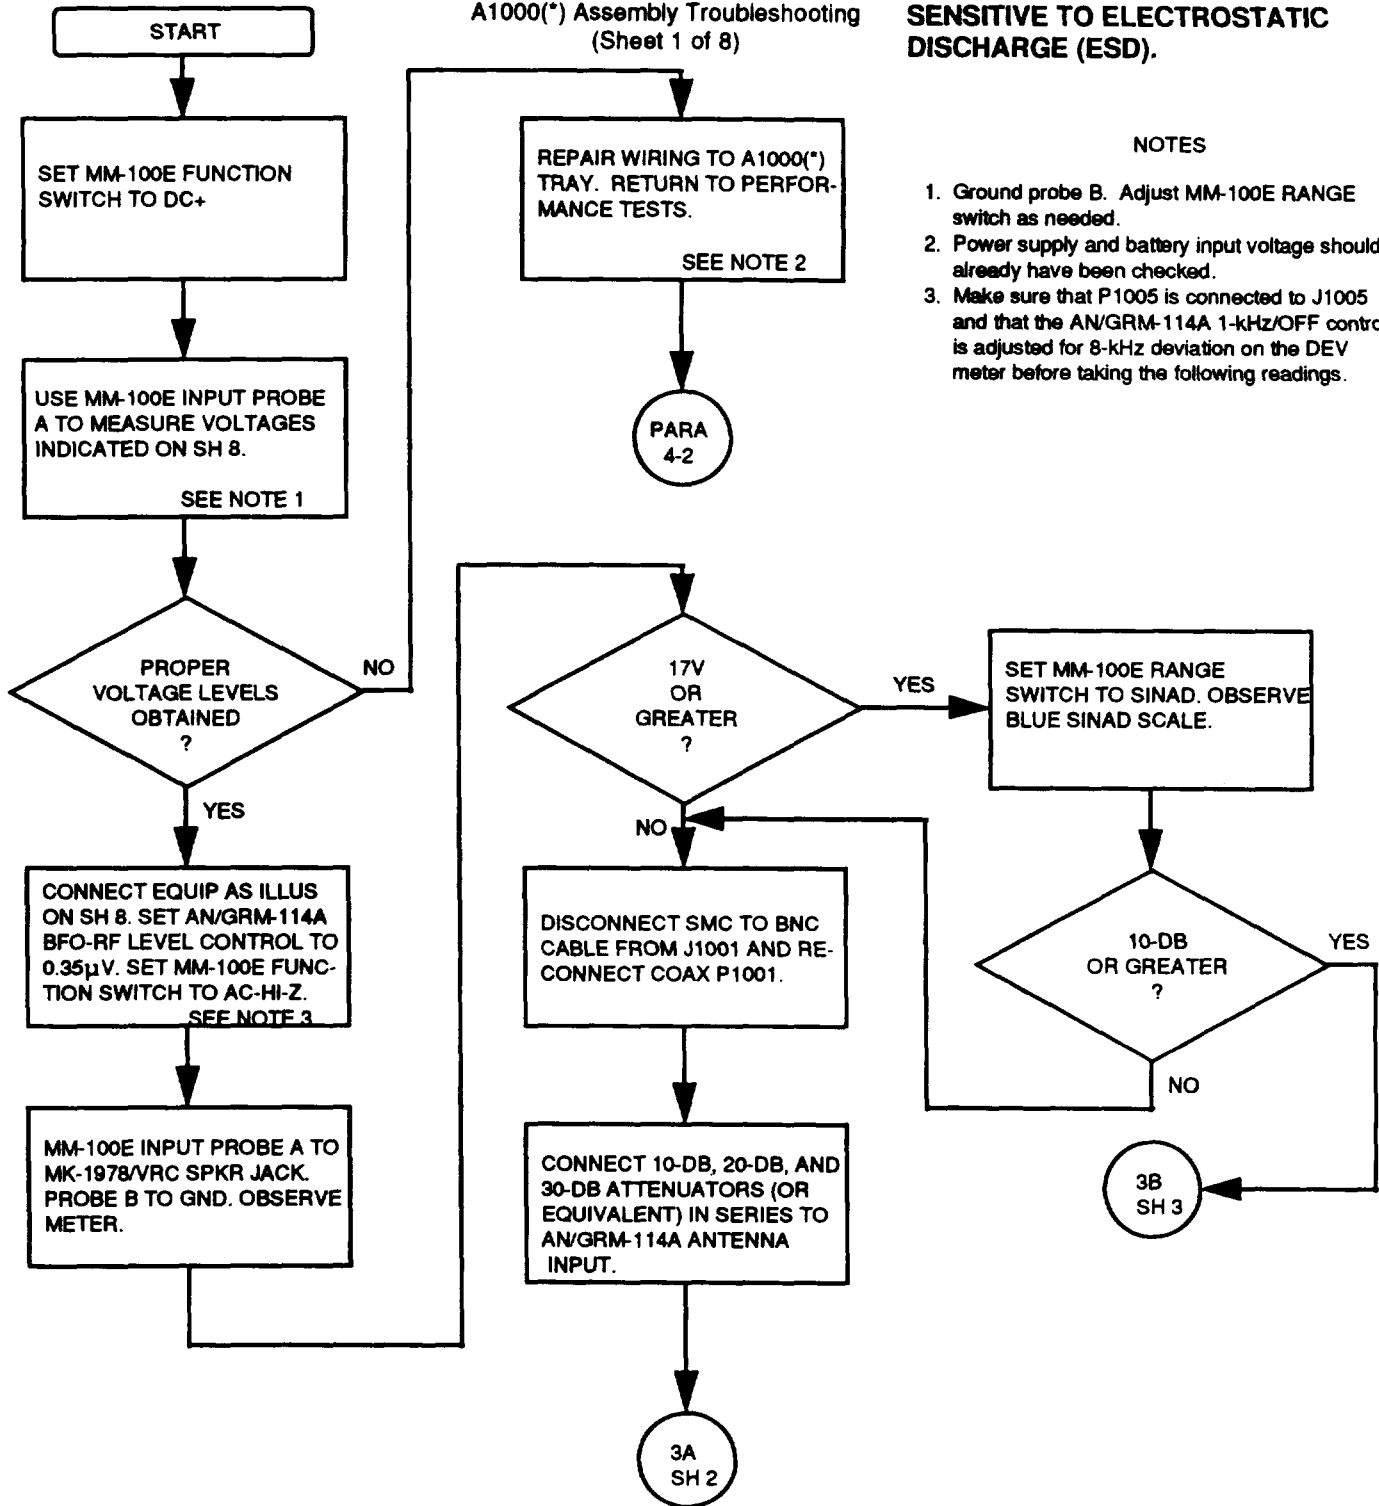 A1000(*) Assembly Troubleshooting
(Sheet 1 of 8)
SENSITIVE TO ELECTROSTATIC
DISCHARGE (ESD).
START
SET MM-100E FUNCTION
SWITCH TO DC+
USE MM-100E INPUT PROBE
A TO MEASURE VOLTAGES
INDICATED ON SH 8.
SEE NOTE 1
PROPER
VOLTAGE LEVELS
OBTAINED
?
NO
YES
CONNECT EQUIP AS ILLUS
ON SH 8. SET AN/GRM-114A
BFO-RF LEVEL CONTROL TO
0.35µV. SET MM-100E FUNC-
TION SWITCH TO AC-HI-Z.
SEE NOTE 3
MM-100E INPUT PROBE A TO
MK-1978/VRC SPKR JACK.
PROBE B TO GND. OBSERVE
METER.
REPAIR WIRING TO A1000(*)
TRAY. RETURN TO PERFOR-
MANCE TESTS.
SEE NOTE 2
PARA
4-2
17V
OR
GREATER
?
YES
NO
DISCONNECT SMC TO BNC
CABLE FROM J1001 AND RE-
CONNECT COAX P1001.
CONNECT 10-DB, 20-DB, AND
30-DB ATTENUATORS (OR
EQUIVALENT) IN SERIES TO
AN/GRM-114A ANTENNA
INPUT.
3A
SH 2
NOTES
1. Ground probe B. Adjust MM-100E RANGE
switch as needed.
2. Power supply and battery input voltage should
already have been checked.
3. Make sure that P1005 is connected to J1005
and that the AN/GRM-114A 1-kHz/OFF contro
is adjusted for 8-kHz deviation on the DEV
meter before taking the following readings.
SET MM-100E RANGE
SWITCH TO SINAD. OBSERVE
BLUE SINAD SCALE.
10-DB
OR GREATER
?
YES
NO
3B
SH 3